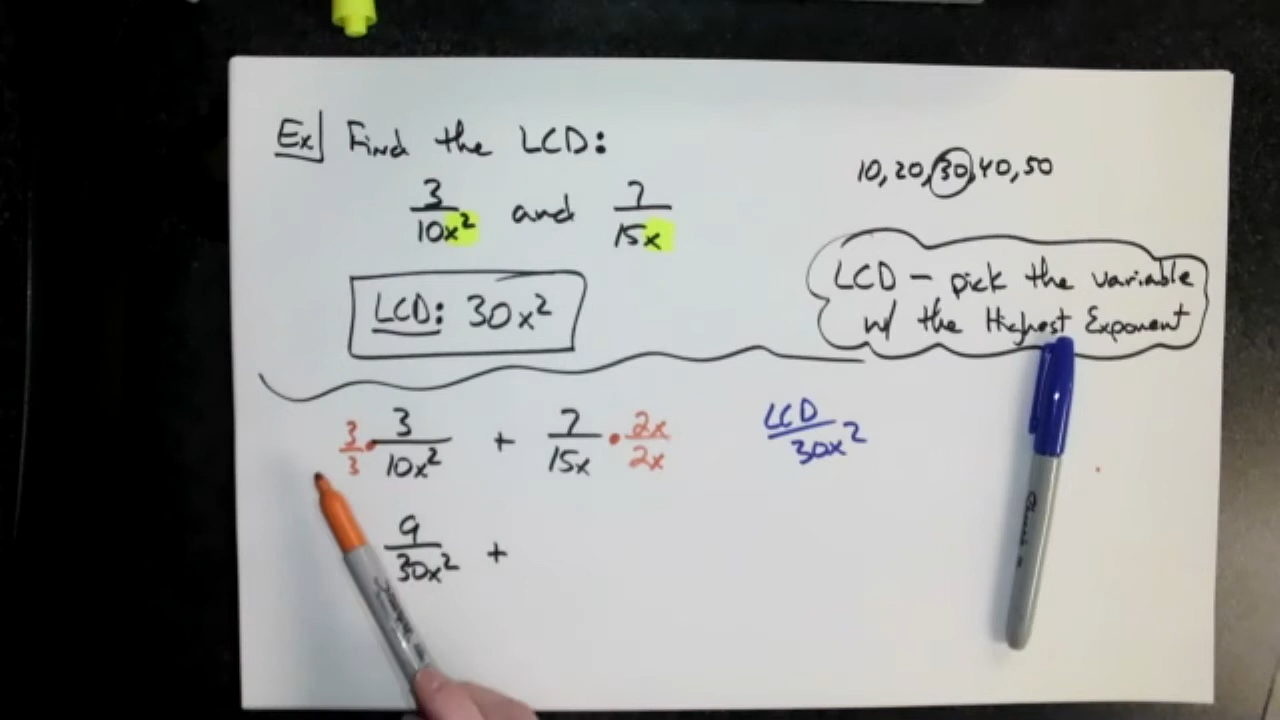 Ex| Find the LCD:
10, 20, 30, 40, 50
3/10x² and 7/15x
LCD: 30x²
LCD – pick the variable
w/ the Highest Exponent
3/3 • 3/10x² + 7/15x • 2x/2x
LCD
30x²
9/30x² +